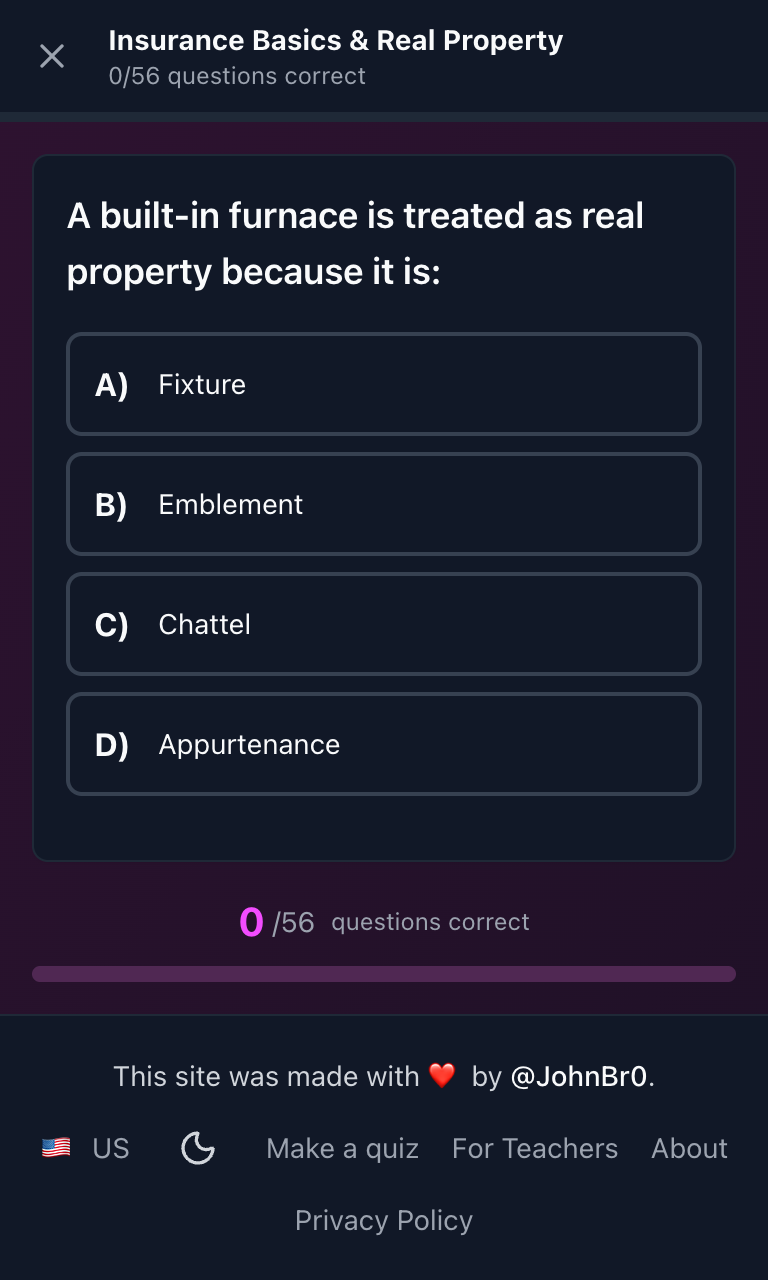 Insurance Basics & Real Property
0/56 questions correct
A built-in furnace is treated as real
property because it is:
A) Fixture
B) Emblement
C) Chattel
D) Appurtenance
0 /56 questions correct
This site was made with ❤️ by @JohnBr0.
🇺🇸 US Make a quiz For Teachers About
Privacy Policy